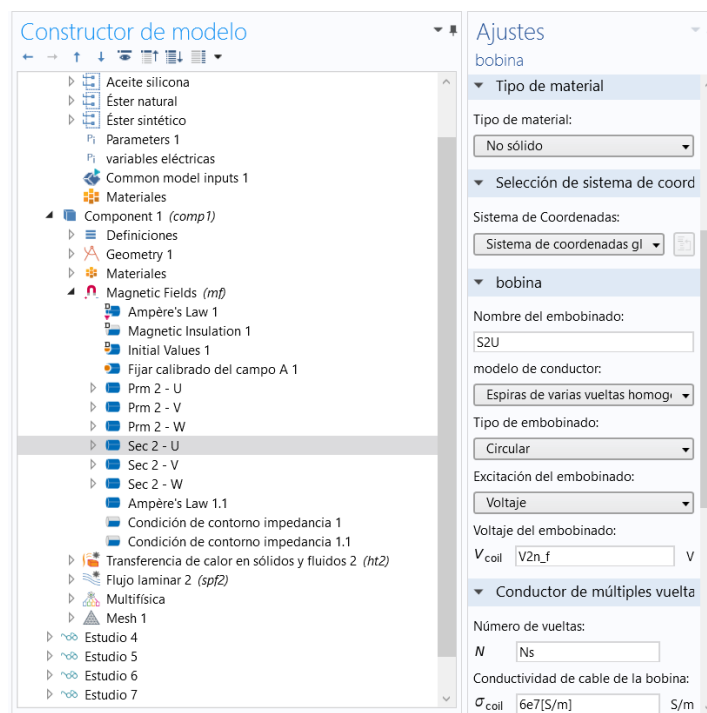 Constructor de modelo
Aceite silicona
Éster natural
Éster sintético
Pi Parameters 1
Pi variables eléctricas
Common model inputs 1
Materiales
Component 1 (comp1)
Definiciones
Geometry 1
Materiales
Magnetic Fields (mf)
Ampère's Law 1
Magnetic Insulation 1
Initial Values 1
Fijar calibrado del campo A 1
Prm 2 - U
Prm 2 - V
Prm 2 - W
Sec 2 - U
Sec 2 - V
Sec 2 - W
Ampère's Law 1.1
Condición de contorno impedancia 1
Condición de contorno impedancia 1.1
Transferencia de calor en sólidos y fluidos 2 (ht2)
Flujo laminar 2 (spf2)
Multifísica
Mesh 1
Estudio 4
Estudio 5
Estudio 6
Estudio 7
Ajustes
bobina
Tipo de material
Tipo de material:
No sólido
Selección de sistema de coord
Sistema de Coordenadas:
Sistema de coordenadas gl
bobina
Nombre del embobinado:
S2U
modelo de conductor:
Espiras de varias vueltas homog
Tipo de embobinado:
Circular
Excitación del embobinado:
Voltaje
Voltaje del embobinado:
Vcoil V2n_f V
Conductor de múltiples vuelta
Número de vueltas:
N Ns
Conductividad de cable de la bobina:
σcoil 6e7[S/m] S/m